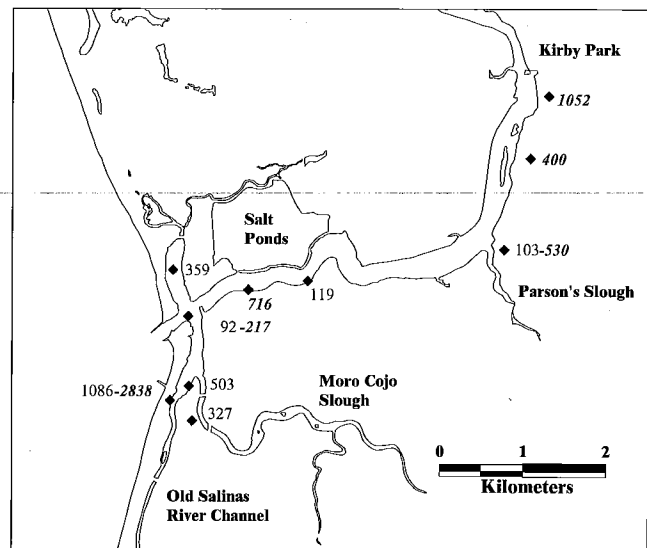 Kirby Park
1052
400
Salt
Ponds
103-530
359
Parson's Slough
716
119
92-217
1086-2838
503
Moro Cojo
Slough
327
0 1 2
Kilometers
Old Salinas
River Channel